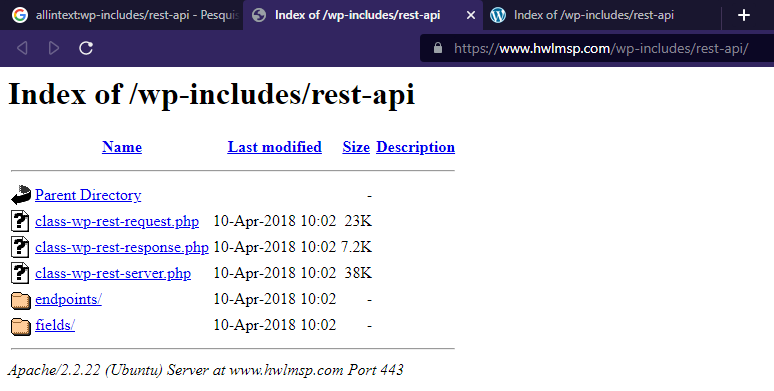 allintext:wp-includes/rest-api - Pesquis
Index of /wp-includes/rest-api
Index of /wp-includes/rest-api
https://www.hwlmsp.com/wp-includes/rest-api/
Index of /wp-includes/rest-api
Name Last modified Size Description
Parent Directory -
class-wp-rest-request.php 10-Apr-2018 10:02 23K
class-wp-rest-response.php 10-Apr-2018 10:02 7.2K
class-wp-rest-server.php 10-Apr-2018 10:02 38K
endpoints/ 10-Apr-2018 10:02 -
fields/ 10-Apr-2018 10:02 -
Apache/2.2.22 (Ubuntu) Server at www.hwlmsp.com Port 443